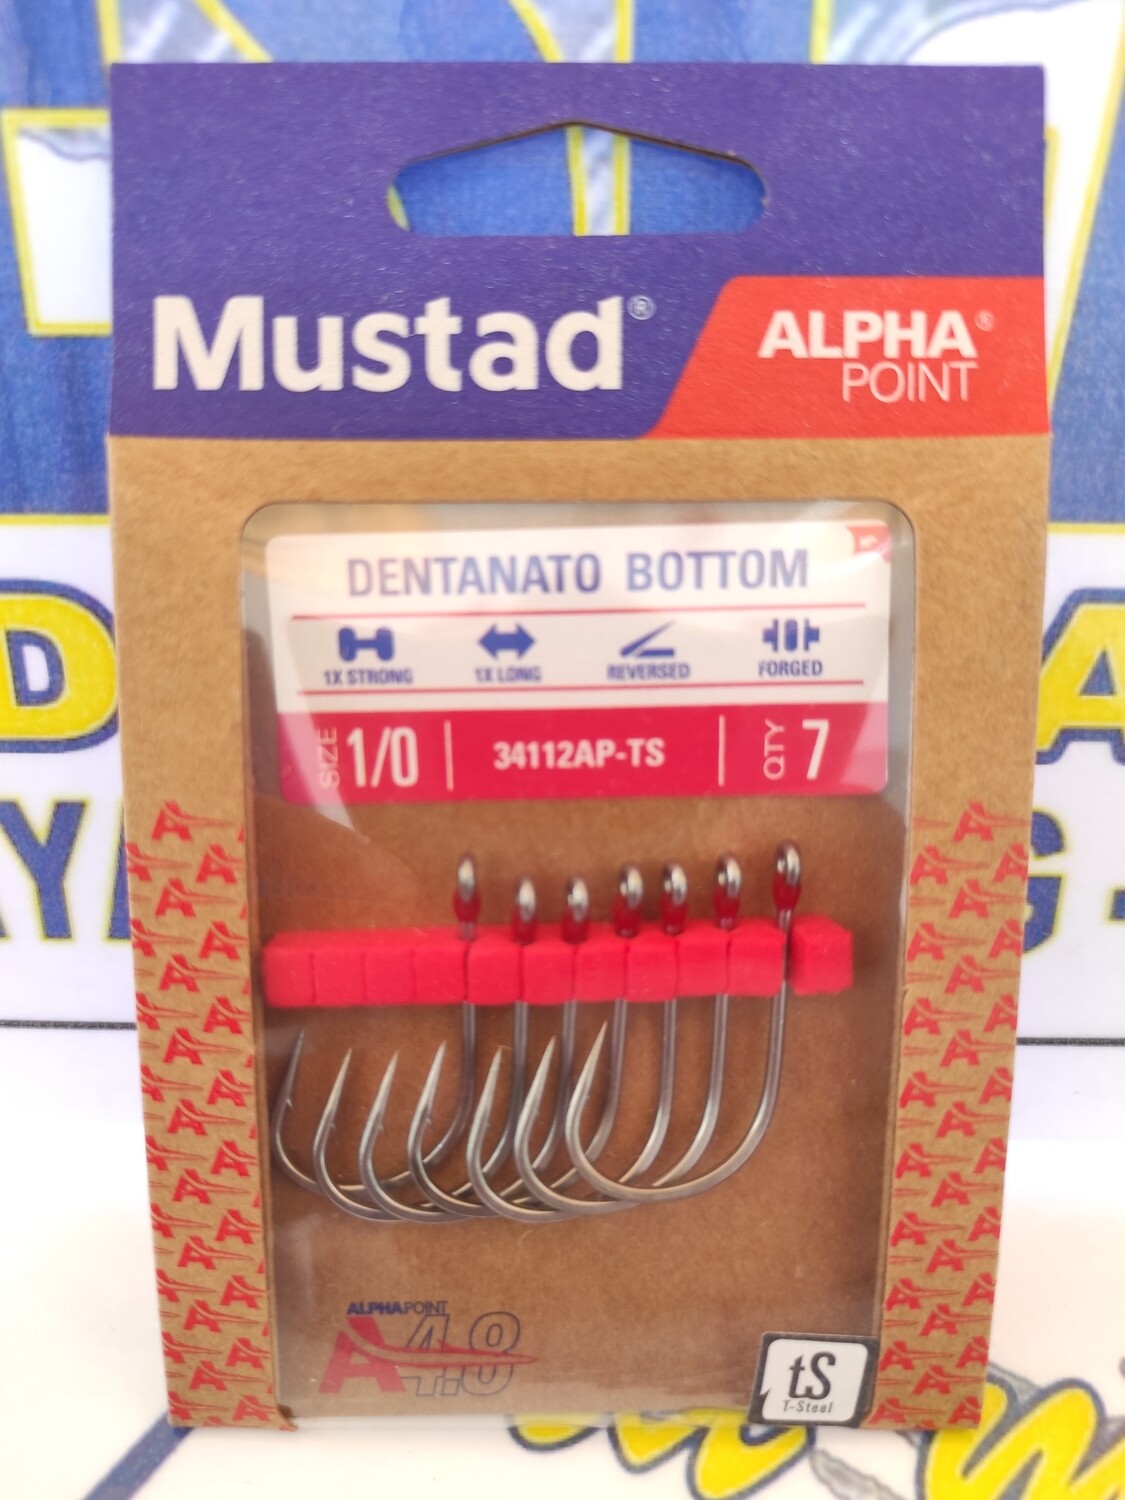 Mustad®
ALPHA®
POINT
DENTANATO BOTTOM
1X STRONG
1X LONG
REVERSED
FORGED
SIZE 1/0
34112AP-TS
QTY 7
ALPHAPOINT
A4.8
tS
T-Steel